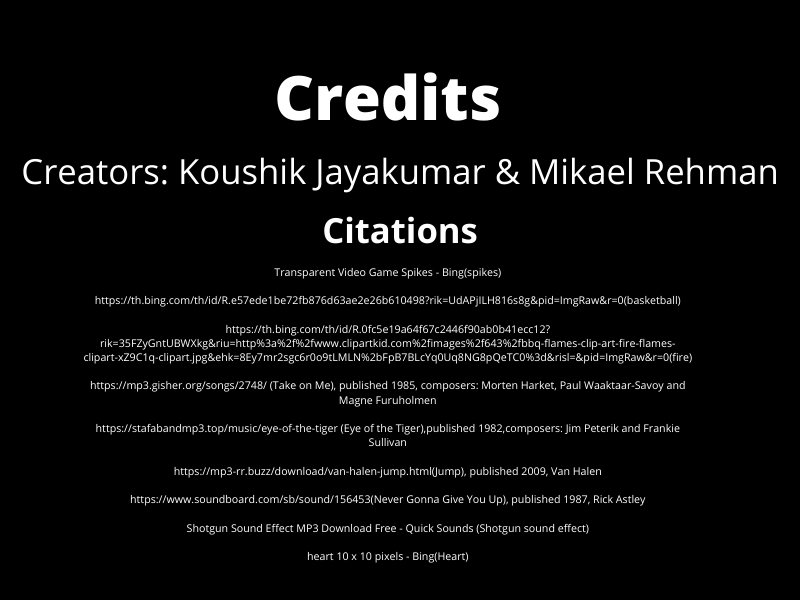 Credits
Creators: Koushik Jayakumar & Mikael Rehman
Citations
Transparent Video Game Spikes - Bing(spikes)
https://th.bing.com/th/id/R.e57ede1be72fb876d63ae2e26b610498?rik=UdAPjILH816s8g&pid=ImgRaw&r=0(basketball)
https://th.bing.com/th/id/R.0fc5e19a64f67c2446f90ab0b41ecc12?
rik=35FZyGntUBWXkg&riu=http%3a%2f%2fwww.clipartkid.com%2fimages%2f643%2fbbq-flames-clip-art-fire-flames-
clipart-xZ9C1q-clipart.jpg&ehk=8Ey7mr2sgc6r0o9tLMLN%2bFpB7BLcYq0Uq8NG8pQeTC0%3d&risl=&pid=ImgRaw&r=0(fire)
https://mp3.gisher.org/songs/2748/ (Take on Me), published 1985, composers: Morten Harket, Paul Waaktaar-Savoy and
Magne Furuholmen
https://stafabandmp3.top/music/eye-of-the-tiger (Eye of the Tiger),published 1982,composers: Jim Peterik and Frankie
Sullivan
https://mp3-rr.buzz/download/van-halen-jump.html(Jump), published 2009, Van Halen
https://www.soundboard.com/sb/sound/156453(Never Gonna Give You Up), published 1987, Rick Astley
Shotgun Sound Effect MP3 Download Free - Quick Sounds (Shotgun sound effect)
heart 10 x 10 pixels - Bing(Heart)